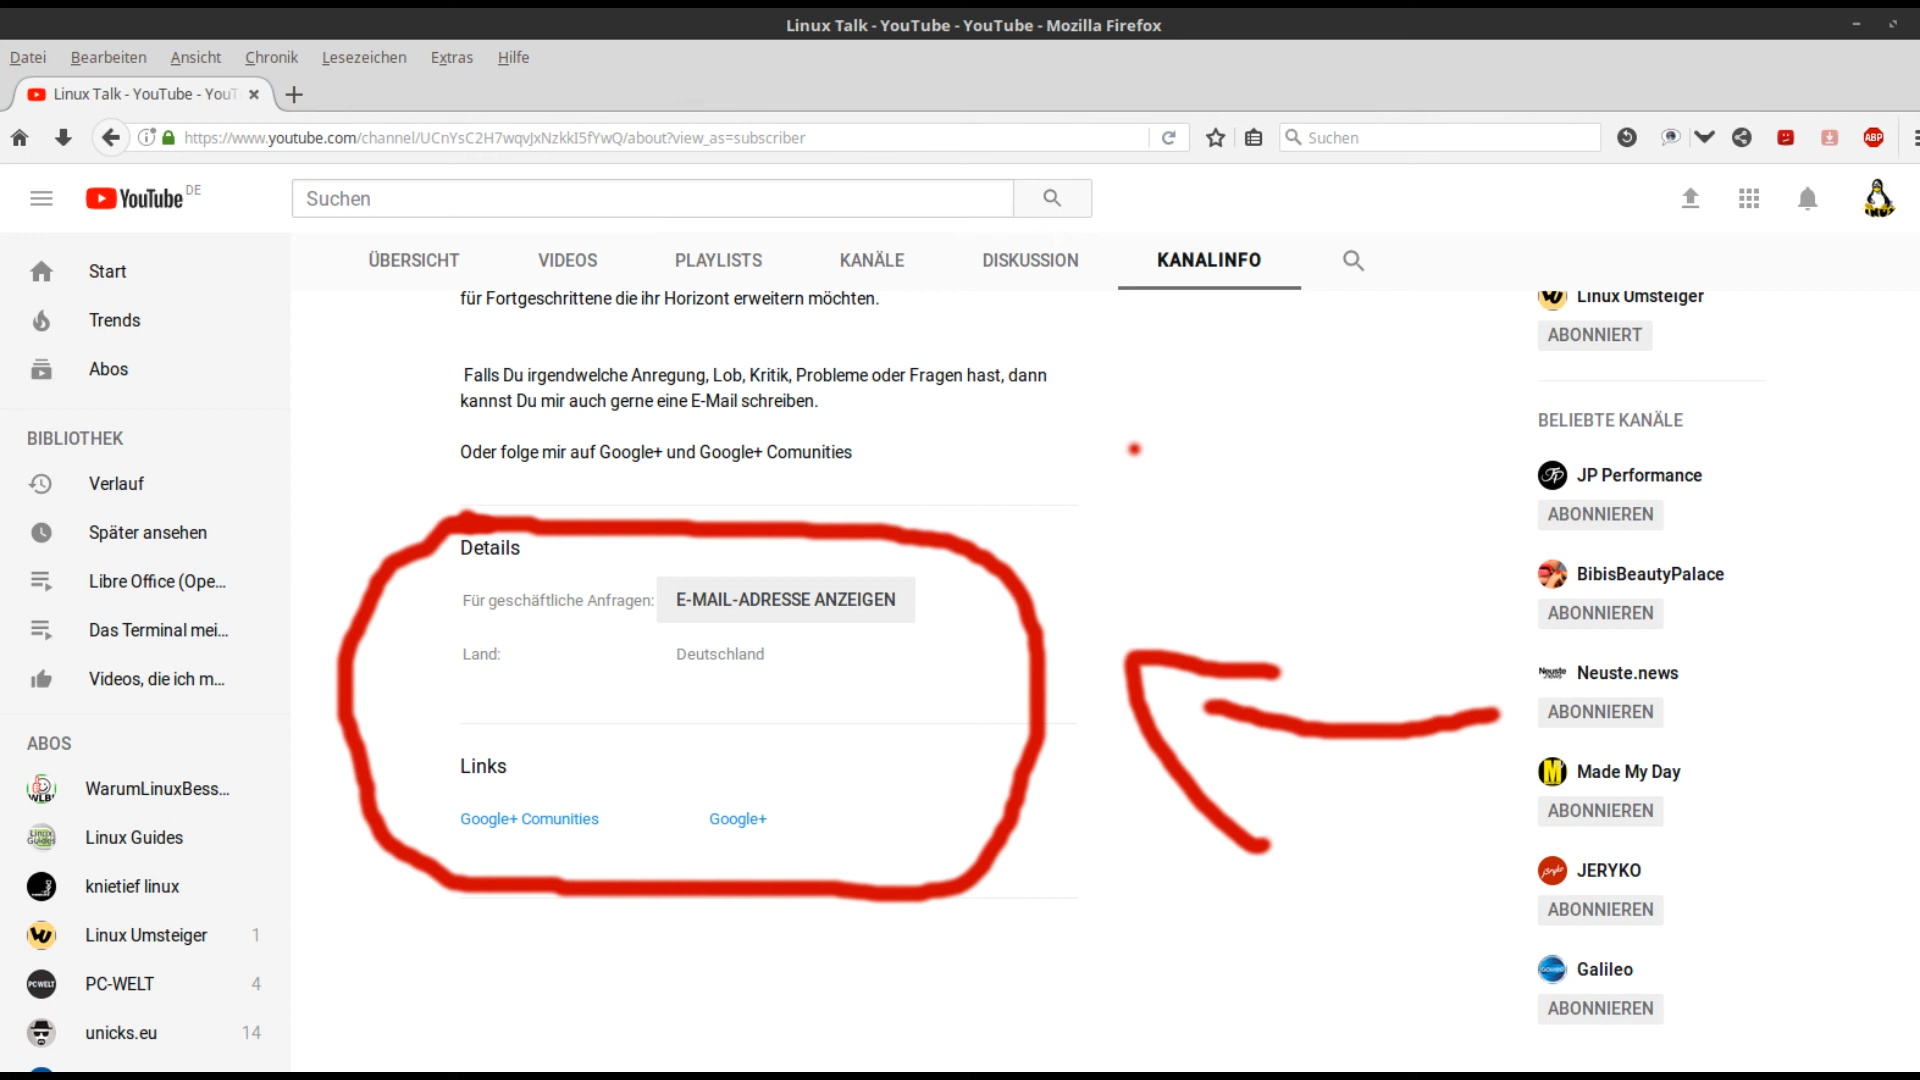 Linux Talk - YouTube - YouTube - Mozilla Firefox
Datei Bearbeiten Ansicht Chronik Lesezeichen Extras Hilfe
Linux Talk - YouTube - YouT
https://www.youtube.com/channel/UCnYsC2H7wqvJxNzkkI5fYwQ/about?view_as=subscriber
Suchen
ABP
YouTube DE
Suchen
Start
Trends
Abos
BIBLIOTHEK
Verlauf
Später ansehen
Libre Office (Ope...
Das Terminal mei...
Videos, die ich m...
ABOS
WarumLinuxBess...
Linux Guides
knietief linux
Linux Umsteiger 1
PC-WELT 4
unicks.eu 14
ÜBERSICHT VIDEOS PLAYLISTS KANÄLE DISKUSSION KANALINFO
für Fortgeschrittene die ihr Horizont erweitern möchten.
Falls Du irgendwelche Anregung, Lob, Kritik, Probleme oder Fragen hast, dann
kannst Du mir auch gerne eine E-Mail schreiben.
Oder folge mir auf Google+ und Google+ Comunities
Details
Für geschäftliche Anfragen: E-MAIL-ADRESSE ANZEIGEN
Land: Deutschland
Links
Google+ Comunities Google+
Linux Umsteiger
ABONNIERT
BELIEBTE KANÄLE
JP Performance
ABONNIEREN
BibisBeautyPalace
ABONNIEREN
Neuste.news
ABONNIEREN
Made My Day
ABONNIEREN
JERYKO
ABONNIEREN
Galileo
ABONNIEREN